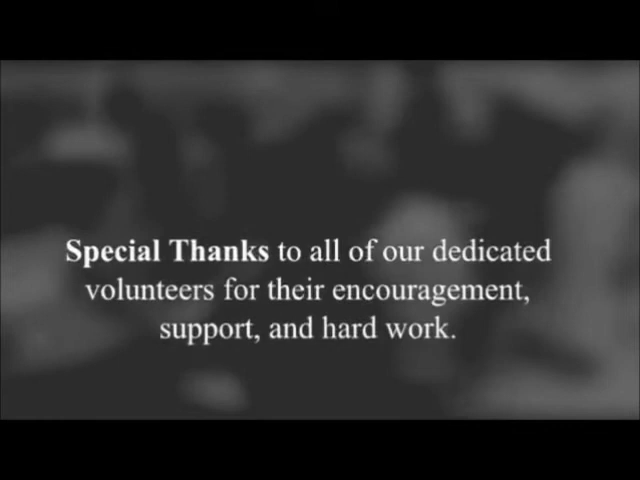 Special Thanks to all of our dedicated
volunteers for their encouragement,
support, and hard work.